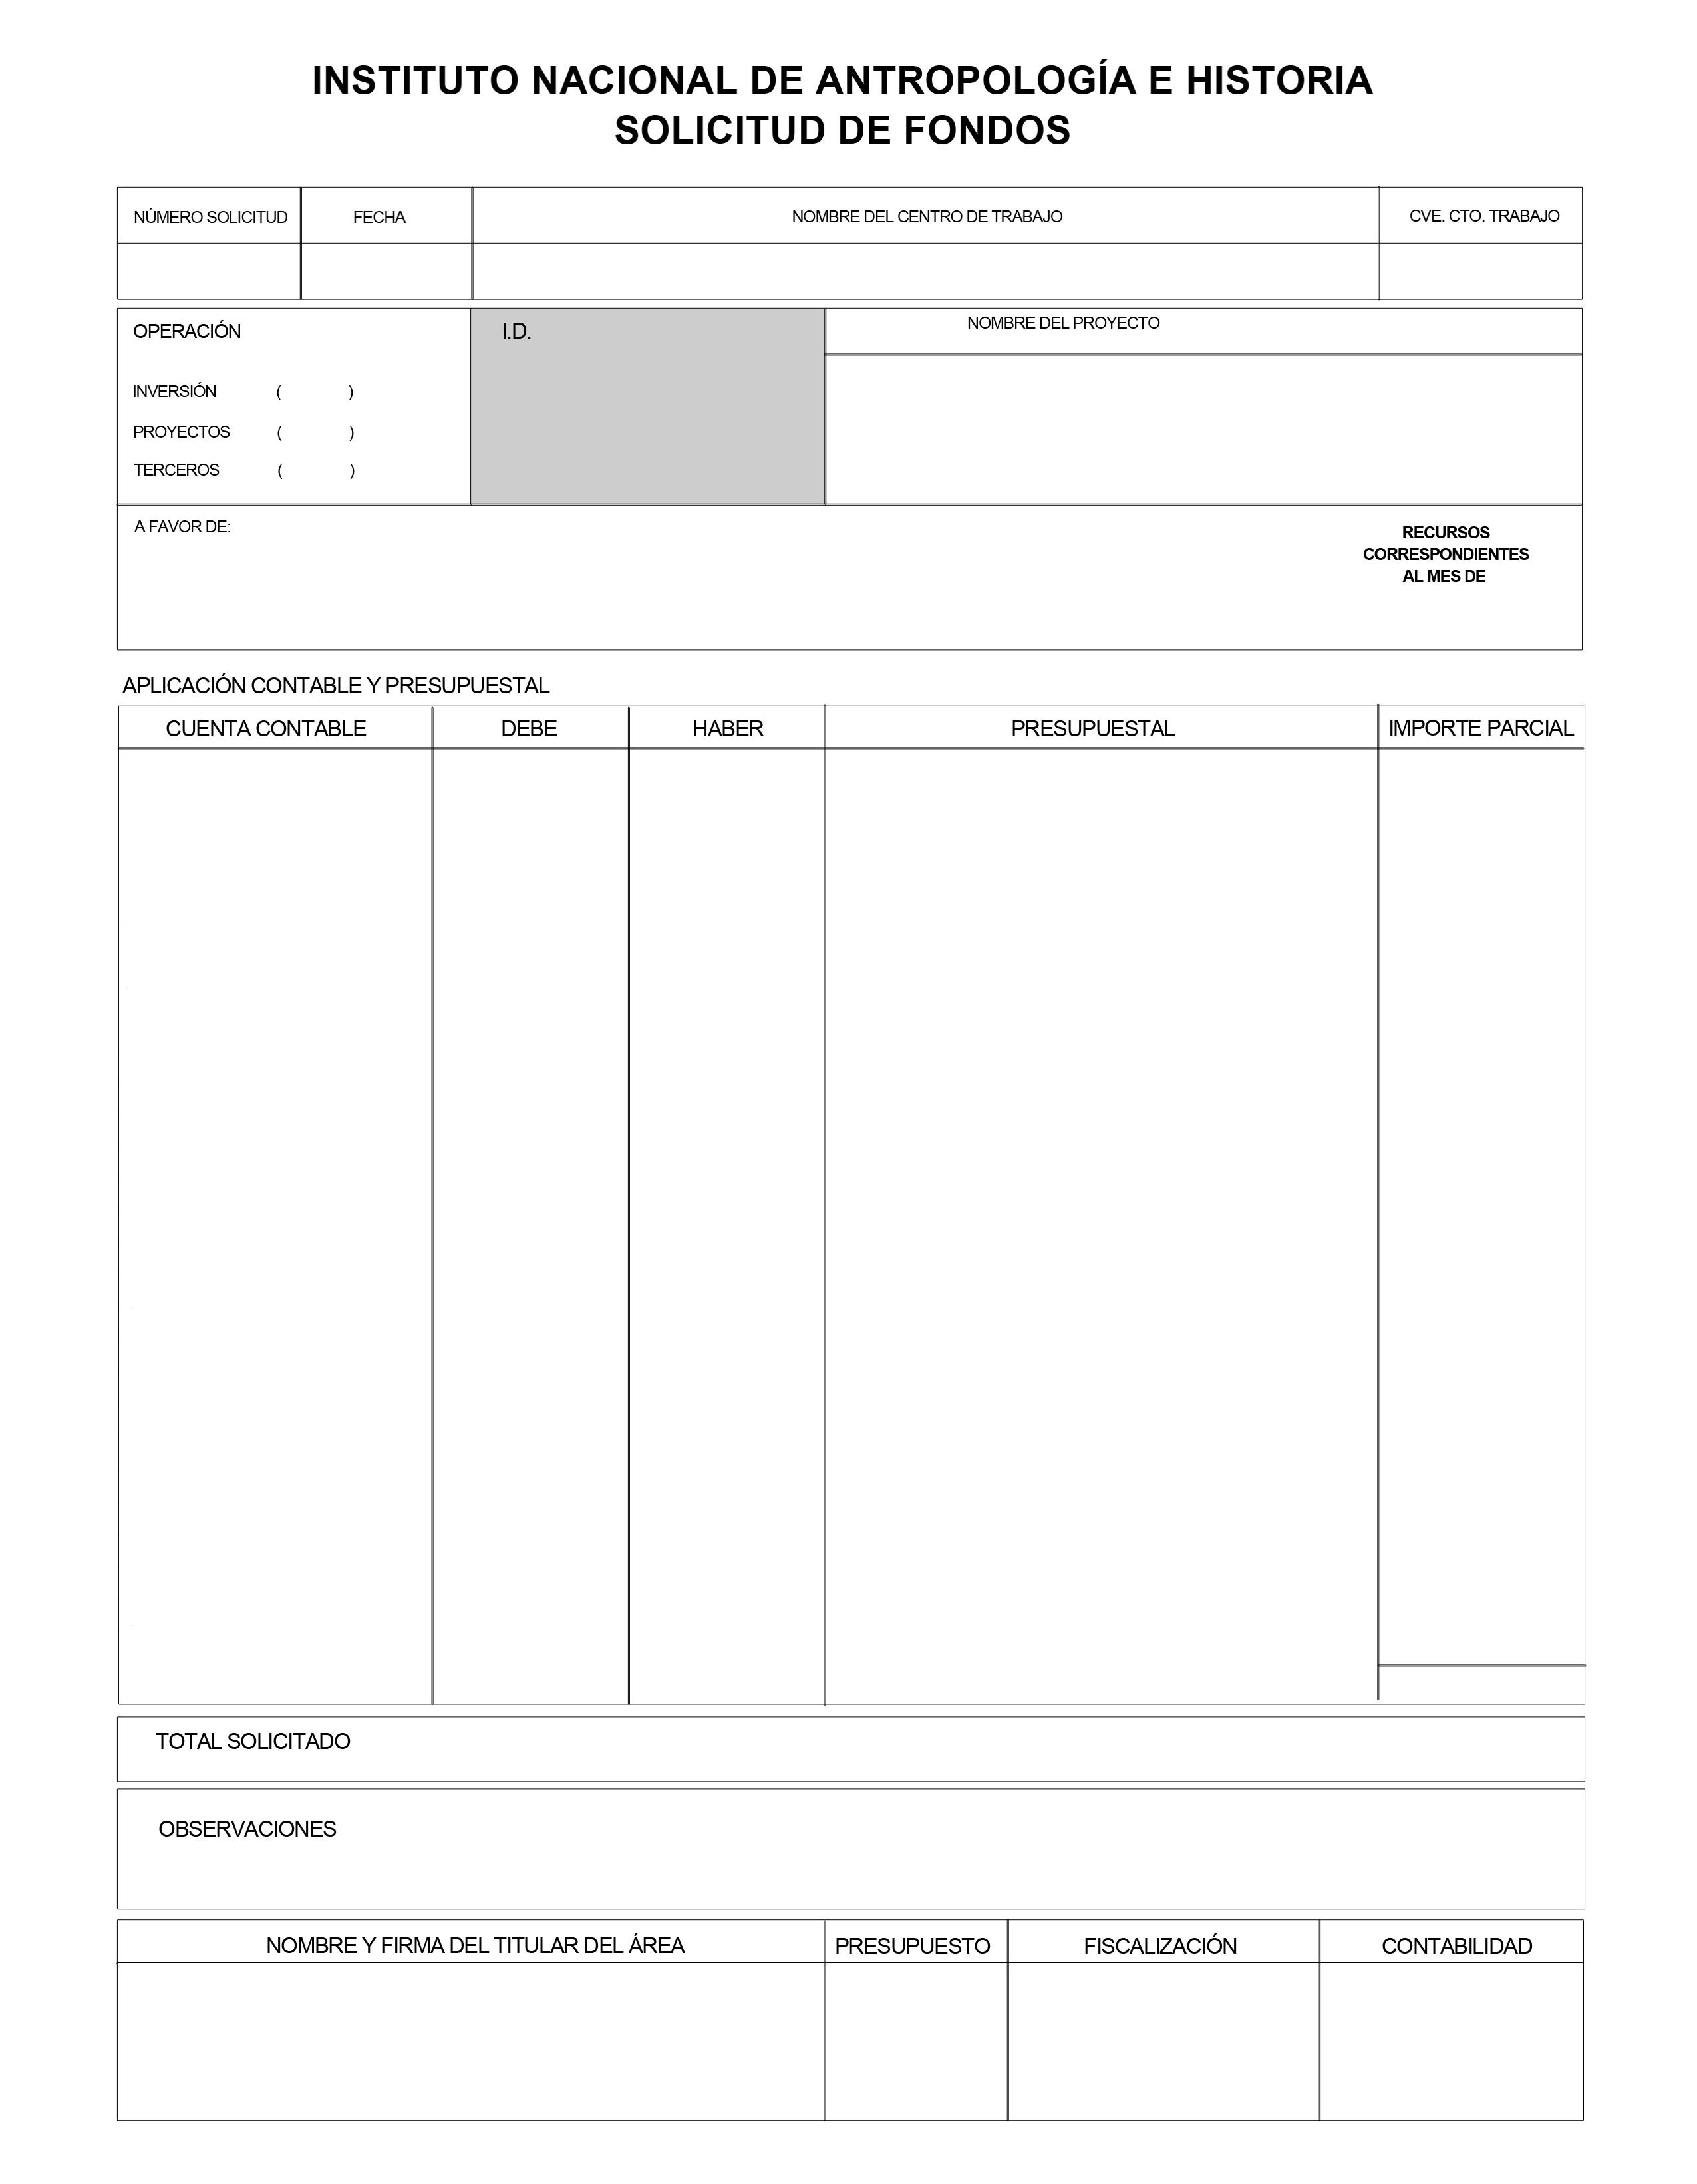 INSTITUTO NACIONAL DE ANTROPOLOGÍA E HISTORIA
SOLICITUD DE FONDOS
NÚMERO SOLICITUD FECHA NOMBRE DEL CENTRO DE TRABAJO CVE. CTO. TRABAJO
OPERACIÓN I.D. NOMBRE DEL PROYECTO
INVERSIÓN ( )
PROYECTOS ( )
TERCEROS ( )
A FAVOR DE:
RECURSOS
CORRESPONDIENTES
AL MES DE
APLICACIÓN CONTABLE Y PRESUPUESTAL
CUENTA CONTABLE DEBE HABER PRESUPUESTAL IMPORTE PARCIAL
TOTAL SOLICITADO
OBSERVACIONES
NOMBRE Y FIRMA DEL TITULAR DEL ÁREA PRESUPUESTO FISCALIZACIÓN CONTABILIDAD